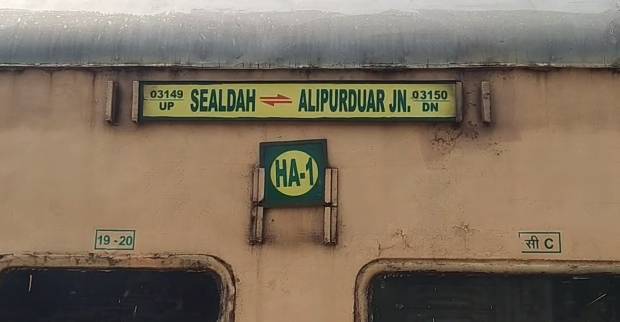 03149 UP SEALDAH ⇌ ALIPURDUAR JN. 03150 DN
HA-1
19 - 20
सी C